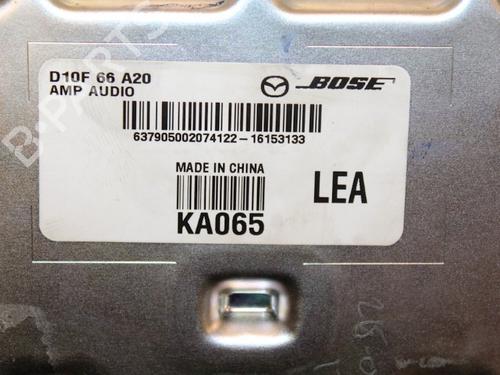 D10F 66 A20
AMP AUDIO
BOSE
637905002074122-16153133
MADE IN CHINA
LEA
KA065
B-PARTS